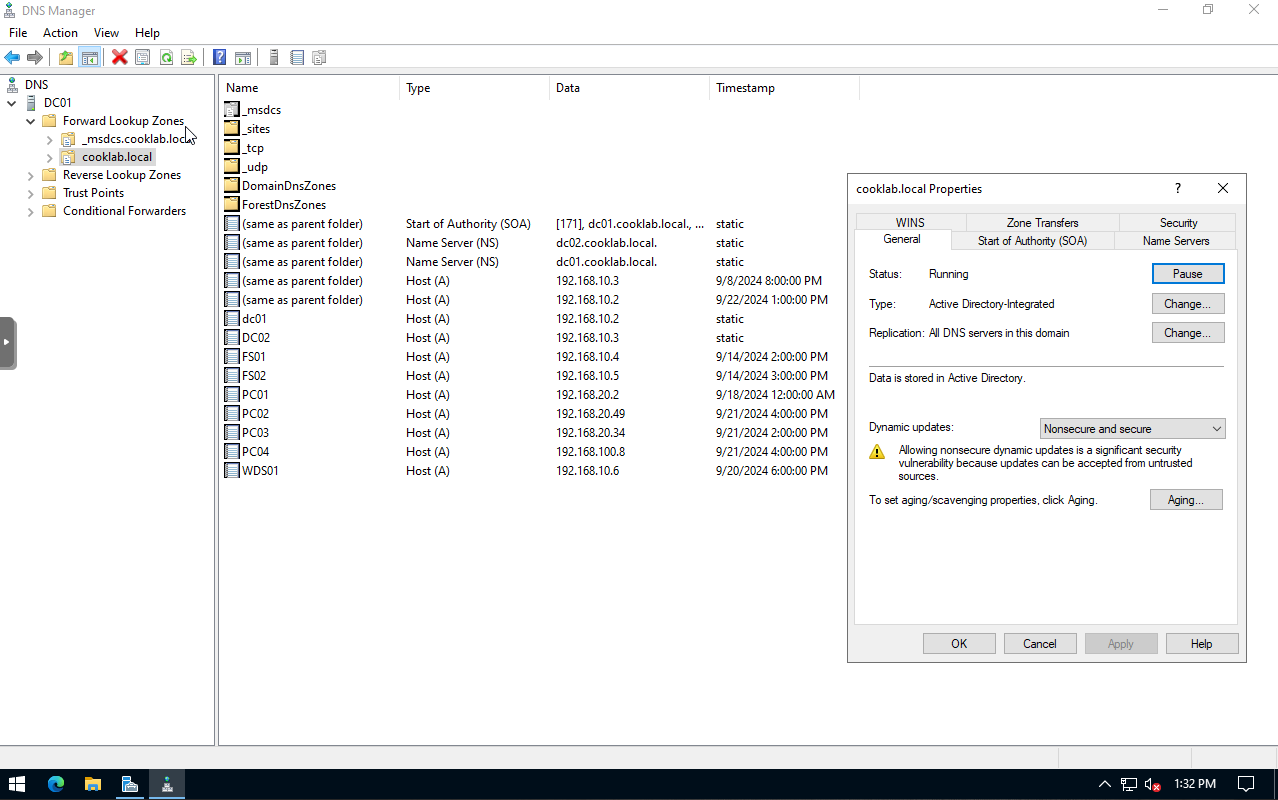 DNS Manager
File Action View Help
DNS
DC01
Forward Lookup Zones
_msdcs.cooklab.loc
cooklab.local
Reverse Lookup Zones
Trust Points
Conditional Forwarders
Name Type Data Timestamp
_msdcs
_sites
_tcp
_udp
DomainDnsZones
ForestDnsZones
(same as parent folder) Start of Authority (SOA) [171], dc01.cooklab.local., ... static
(same as parent folder) Name Server (NS) dc02.cooklab.local. static
(same as parent folder) Name Server (NS) dc01.cooklab.local. static
(same as parent folder) Host (A) 192.168.10.3 9/8/2024 8:00:00 PM
(same as parent folder) Host (A) 192.168.10.2 9/22/2024 1:00:00 PM
dc01 Host (A) 192.168.10.2 static
DC02 Host (A) 192.168.10.3 static
FS01 Host (A) 192.168.10.4 9/14/2024 2:00:00 PM
FS02 Host (A) 192.168.10.5 9/14/2024 3:00:00 PM
PC01 Host (A) 192.168.20.2 9/18/2024 12:00:00 AM
PC02 Host (A) 192.168.20.49 9/21/2024 4:00:00 PM
PC03 Host (A) 192.168.20.34 9/21/2024 2:00:00 PM
PC04 Host (A) 192.168.100.8 9/21/2024 4:00:00 PM
WDS01 Host (A) 192.168.10.6 9/20/2024 6:00:00 PM
cooklab.local Properties ?
WINS Zone Transfers Security
General Start of Authority (SOA) Name Servers
Status: Running Pause
Type: Active Directory-Integrated Change...
Replication: All DNS servers in this domain Change...
Data is stored in Active Directory.
Dynamic updates: Nonsecure and secure
Allowing nonsecure dynamic updates is a significant security
vulnerability because updates can be accepted from untrusted
sources.
To set aging/scavenging properties, click Aging. Aging...
OK Cancel Apply Help
1:32 PM